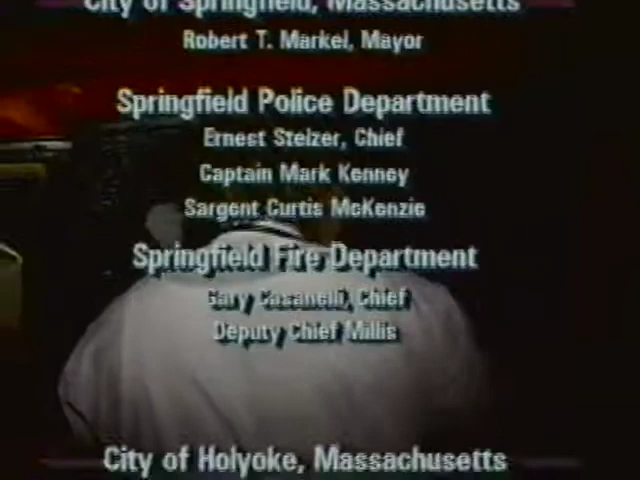 City of Springfield, Massachusetts
Robert T. Markel, Mayor
Springfield Police Department
Ernest Stelzer, Chief
Captain Mark Kenney
Sargent Curtis McKenzie
Springfield Fire Department
Gary Casanelli, Chief
Deputy Chief Millis
City of Holyoke, Massachusetts